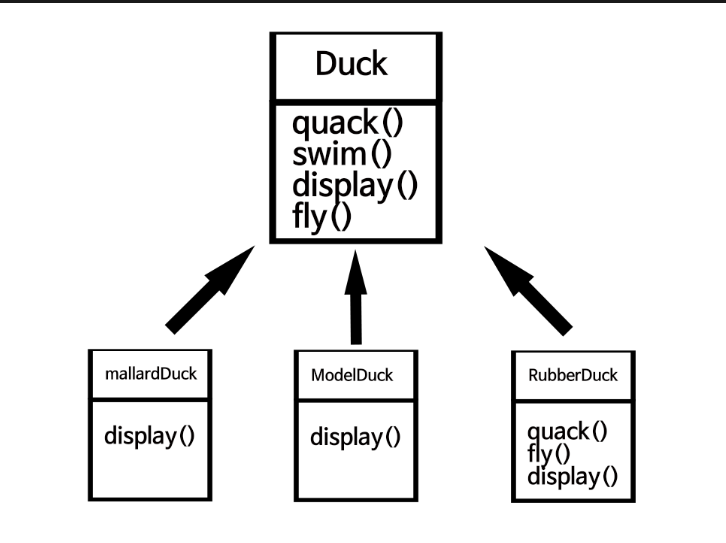 Duck
quack()
swim()
display()
fly()
mallardDuck
display()
ModelDuck
display()
RubberDuck
quack()
fly()
display()